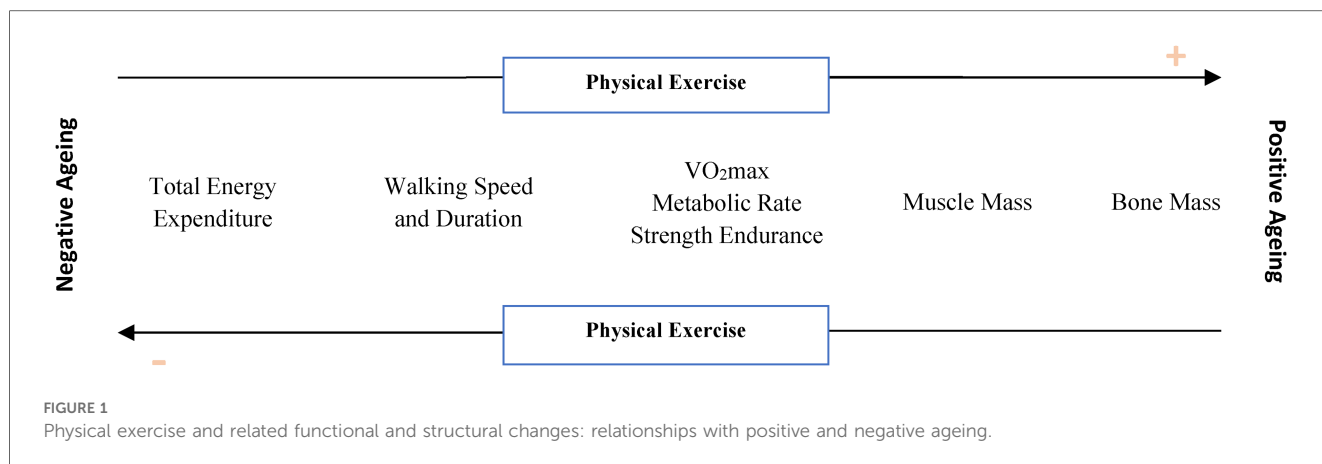 +
Physical Exercise
Negative Ageing
Total Energy
Expenditure
Walking Speed
and Duration
VO₂max
Metabolic Rate
Strength Endurance
Muscle Mass
Bone Mass
Positive Ageing
Physical Exercise
-
FIGURE 1
Physical exercise and related functional and structural changes: relationships with positive and negative ageing.